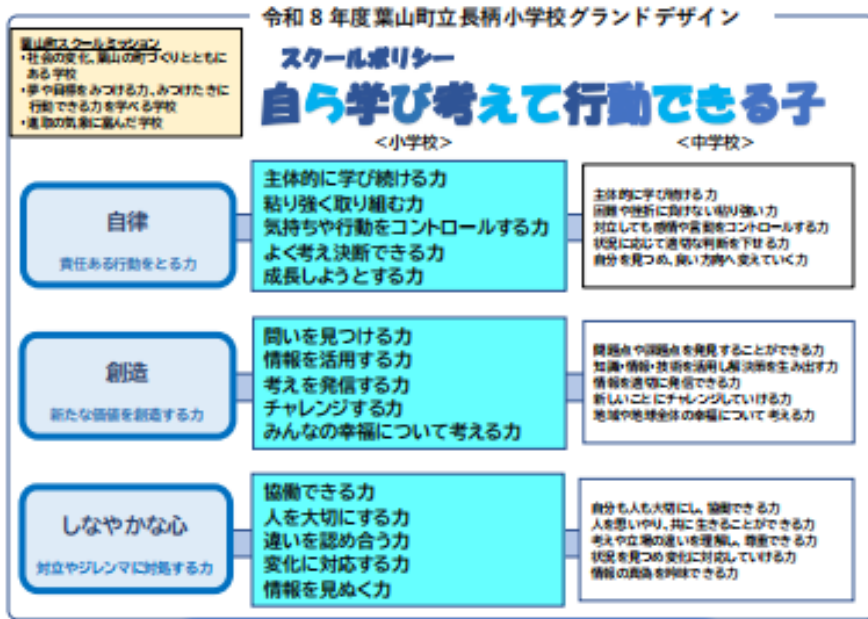 令和8年度葉山町立長柄小学校グランドデザイン
葉山町スクールミッション
・社会の変化、葉山の町づくりとともに
ある学校
・夢や目標をみつける力、みつけたときに
行動できる力を学べる学校
・進取の気象に富んだ学校
スクールポリシー
自ら学び考えて行動できる子
<小学校>
<中学校>
自律
責任ある行動をとる力
主体的に学び続ける力
粘り強く取り組む力
気持ちや行動をコントロールする力
よく考え決断できる力
成長しようとする力
主体的に学び続ける力
困難や挫折に負けない粘り強い力
対立しても感情や言動をコントロールする力
状況に応じて適切な判断を下せる力
自分を見つめ、良い方向へ変えていく力
創造
新たな価値を創造する力
問いを見つける力
情報を活用する力
考えを発信する力
チャレンジする力
みんなの幸福について考える力
問題点や課題点を発見することができる力
知識・情報・技術を活用し解決策を生み出す力
情報を適切に発信できる力
新しいことにチャレンジしていける力
地域や地球全体の幸福について考える力
しなやかな心
対立やジレンマに対処する力
協働できる力
人を大切にする力
違いを認め合う力
変化に対応する力
情報を見ぬく力
自分も人も大切にし、協働できる力
人を思いやり、共に生きることができる力
考えや立場の違いを理解し、尊重できる力
状況を見つめ変化に対応していける力
情報の真偽を吟味できる力